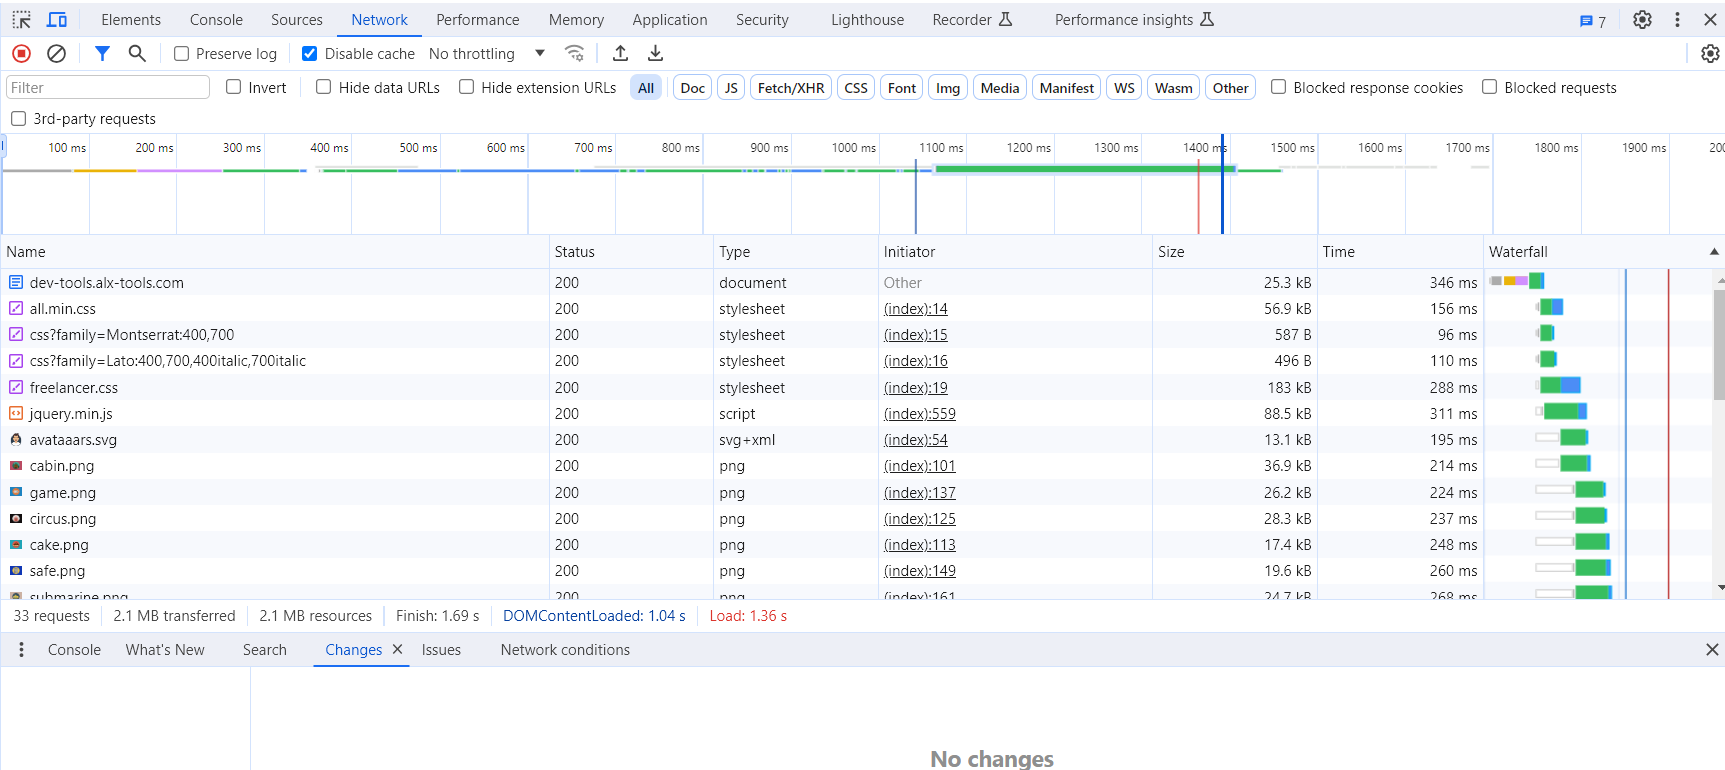 Elements Console Sources Network Performance Memory Application Security Lighthouse Recorder Performance insights 7
Preserve log Disable cache No throttling
Filter Invert Hide data URLs Hide extension URLs All Doc JS Fetch/XHR CSS Font Img Media Manifest WS Wasm Other Blocked response cookies Blocked requests
3rd-party requests
100 ms 200 ms 300 ms 400 ms 500 ms 600 ms 700 ms 800 ms 900 ms 1000 ms 1100 ms 1200 ms 1300 ms 1400 ms 1500 ms 1600 ms 1700 ms 1800 ms 1900 ms 200
Name Status Type Initiator Size Time Waterfall
dev-tools.alx-tools.com 200 document Other 25.3 kB 346 ms
all.min.css 200 stylesheet (index):14 56.9 kB 156 ms
css?family=Montserrat:400,700 200 stylesheet (index):15 587 B 96 ms
css?family=Lato:400,700,400italic,700italic 200 stylesheet (index):16 496 B 110 ms
freelancer.css 200 stylesheet (index):19 183 kB 288 ms
jquery.min.js 200 script (index):559 88.5 kB 311 ms
avataaars.svg 200 svg+xml (index):54 13.1 kB 195 ms
cabin.png 200 png (index):101 36.9 kB 214 ms
game.png 200 png (index):137 26.2 kB 224 ms
circus.png 200 png (index):125 28.3 kB 237 ms
cake.png 200 png (index):113 17.4 kB 248 ms
safe.png 200 png (index):149 19.6 kB 260 ms
submarine.png 200 png (index):161 24.7 kB 268 ms
33 requests 2.1 MB transferred 2.1 MB resources Finish: 1.69 s DOMContentLoaded: 1.04 s Load: 1.36 s
Console What's New Search Changes Issues Network conditions
No changes